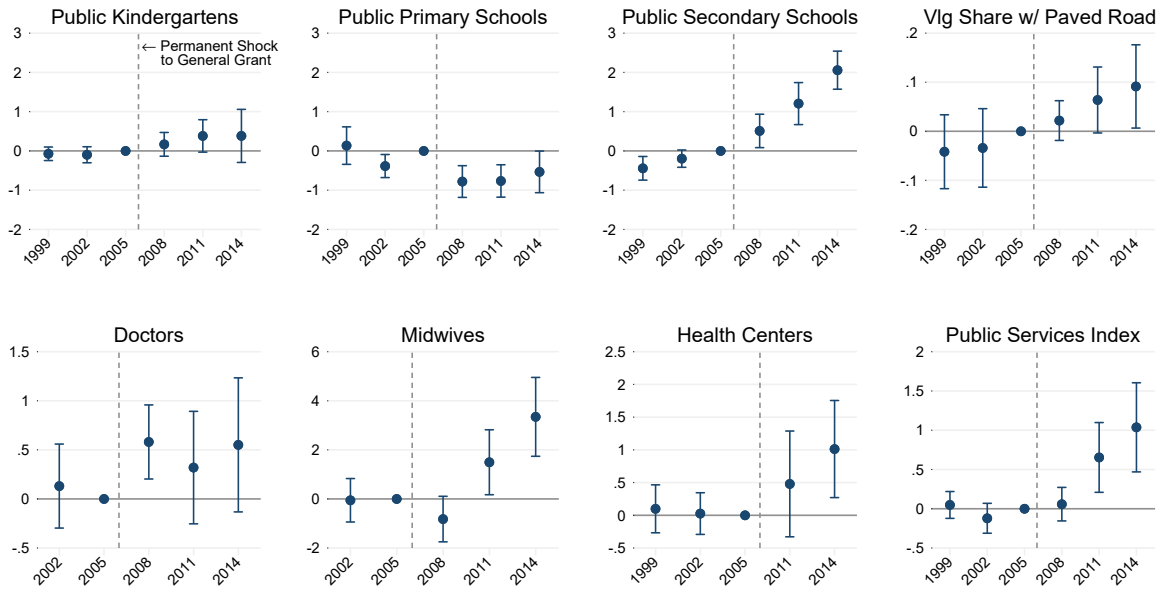 Public Kindergartens
3
← Permanent Shock
to General Grant
2
1
0
-1
-2
1999 2002 2005 2008 2011 2014
Public Primary Schools
3
2
1
0
-1
-2
1999 2002 2005 2008 2011 2014
Public Secondary Schools
3
2
1
0
-1
-2
1999 2002 2005 2008 2011 2014
Vlg Share w/ Paved Road
.2
.1
0
-.1
-.2
1999 2002 2005 2008 2011 2014
Doctors
1.5
1
.5
0
-.5
2002 2005 2008 2011 2014
Midwives
6
4
2
0
-2
2002 2005 2008 2011 2014
Health Centers
2.5
2
1.5
1
.5
0
-.5
1999 2002 2005 2011 2014
Public Services Index
2
1.5
1
.5
0
-.5
1999 2002 2005 2008 2011 2014